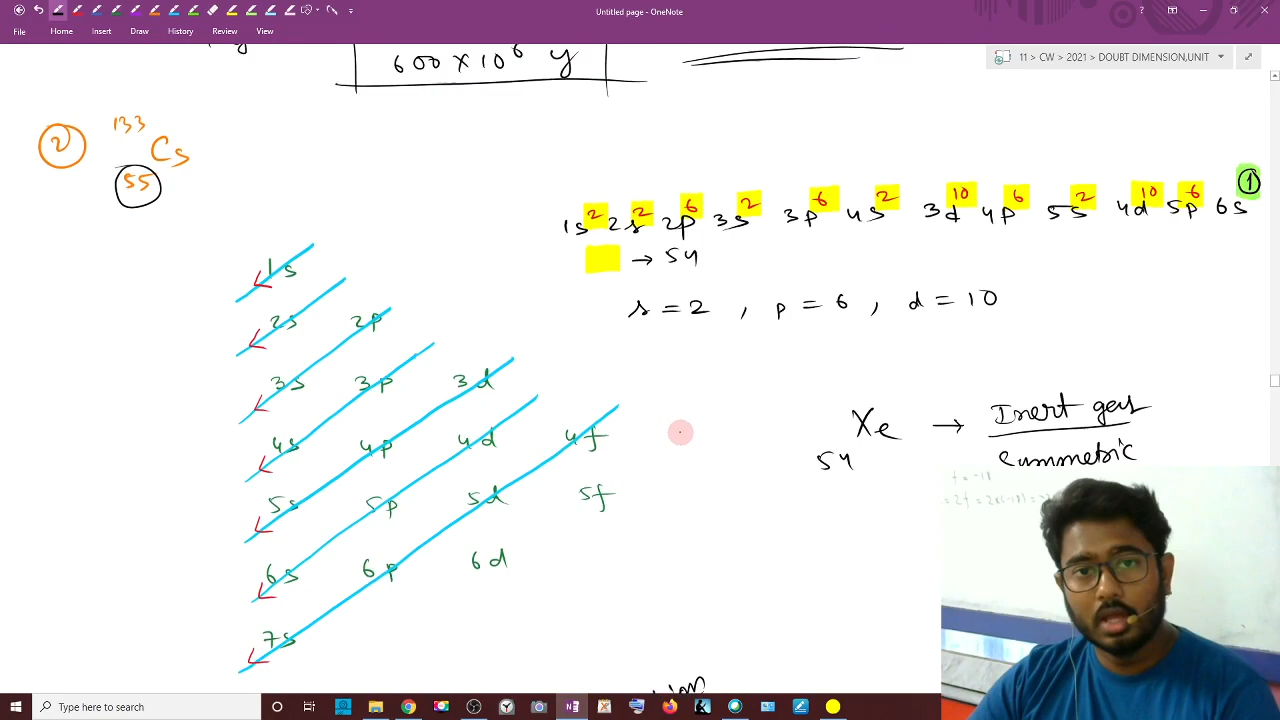 Untitled page - OneNote
File Home Insert Draw History Review View
11 > CW > 2021 > DOUBT DIMENSION,UNIT
600 × 10⁶ y
② ¹³³ Cs
55
1s² 2s² 2p⁶ 3s² 3p⁶ 4s² 3d¹⁰ 4p⁶ 5s² 4d¹⁰ 5p⁶ 6s¹
→ 54
s = 2 , p = 6 , d = 10
1s
2s 2p
3s 3p 3d
4s 4p 4d 4f
5s 5p 5d 5f
6s 6p 6d
7s
Xe → Inert gas
54 symmetric
Type here to search